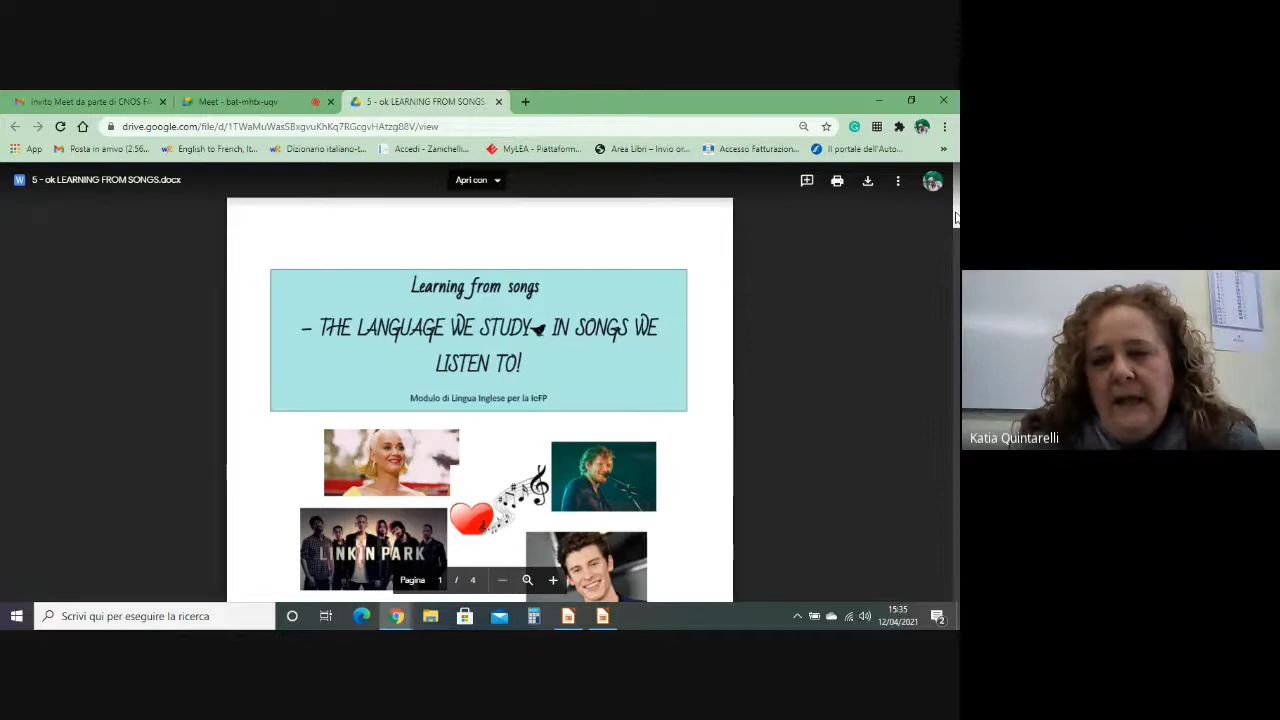 invito Meet da parte di CNOS FA
Meet - bat-mhtx-uqv
5 - ok LEARNING FROM SONGS
drive.google.com/file/d/1TWaMuWasSBxgvuKhKq7RGcgvHAtzg88V/view
App
Posta in arrivo (2.56...
English to French, It...
Dizionario italiano-t...
Accedi - Zanichelli...
MyLEA - Piattafor...
Area Libri – Invio or...
Accesso Fatturazion...
Il portale dell'Auto...
5 - ok LEARNING FROM SONGS.docx
Apri con
Learning from songs
– THE LANGUAGE WE STUDY IN SONGS WE
LISTEN TO!
Modulo di Lingua Inglese per la IeFP
LINKIN PARK
Pagina 1 / 4
Katia Quintarelli
Scrivi qui per eseguire la ricerca
15:35
12/04/2021
2